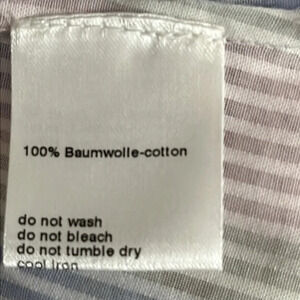 100% Baumwolle-cotton
do not wash
do not bleach
do not tumble dry
cool iron